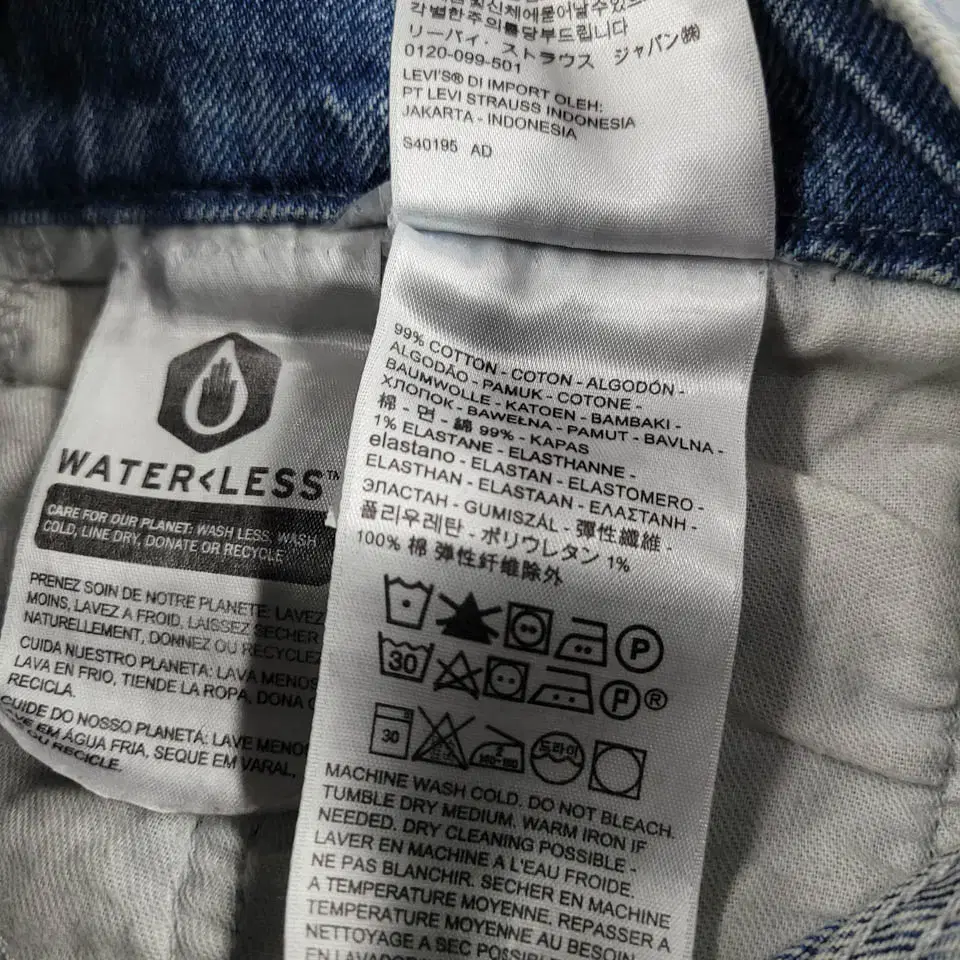 각별한 주의를당부드립니다
リーバイ. ストラウス ジャパン㈱
0120-099-501
LEVI'S® DI IMPORT OLEH:
PT LEVI STRAUSS INDONESIA
JAKARTA - INDONESIA
S40195 AD
WATER<LESS™
CARE FOR OUR PLANET: WASH LESS, WASH
COLD, LINE DRY, DONATE OR RECYCLE
PRENEZ SOIN DE NOTRE PLANETE: LAVEZ
MOINS, LAVEZ A FROID, LAISSEZ SECHER
NATURELLEMENT, DONNEZ OU RECYCLEZ
CUIDA NUESTRO PLANETA: LAVA MENOS
LAVA EN FRIO, TIENDE LA ROPA, DONA
RECICLA.
CUIDE DO NOSSO PLANETA: LAVE MENOS
EM ÁGUA FRIA, SEQUE EM VARAL,
OU RECICLE.
99% COTTON - COTON - ALGODÓN -
ALGODÃO - PAMUK - COTONE -
BAUMWOLLE - KATOEN - BAMBAKI -
ХЛОПОК - BAWEŁNA - PAMUT - BAVLNA -
棉 - 면 - 綿 99% - KAPAS
1% ELASTANE - ELASTHANNE -
elastano - ELASTAN - ELASTOMERO -
ELASTHAN - ELASTAAN - ΕΛΑΣΤΑΝΗ -
ЭЛАСТАН - GUMISZÁL - 彈性纖維 -
폴리우레탄 - ポリウレタン 1%
100% 棉 弹性纤维除外
P
30 P ®
30 2 140-160 드라이
MACHINE WASH COLD. DO NOT BLEACH.
TUMBLE DRY MEDIUM. WARM IRON IF
NEEDED. DRY CLEANING POSSIBLE -
LAVER EN MACHINE A L'EAU FROIDE.
NE PAS BLANCHIR. SECHER EN MACHINE
A TEMPERATURE MOYENNE. REPASSER A
TEMPERATURE MOYENNE, SI BESOIN.
NETTOYAGE A SEC POSSIBLE